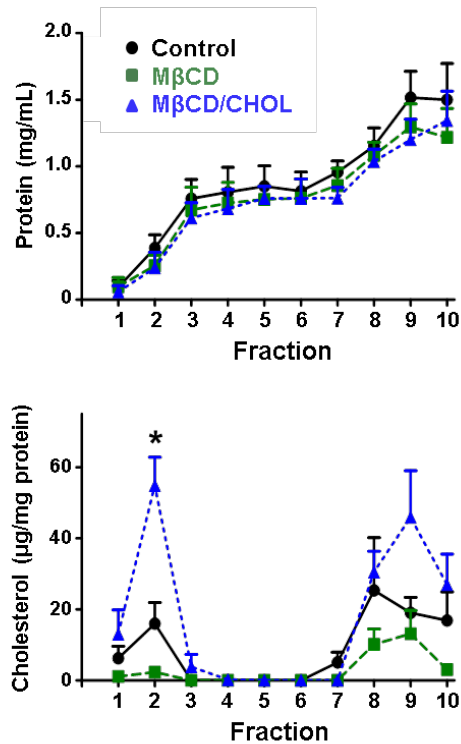 Control
MβCD
MβCD/CHOL
Protein (mg/mL)
2.0
1.5
1.0
0.5
0
1 2 3 4 5 6 7 8 9 10
Fraction
Cholesterol (µg/mg protein)
*
60
40
20
0
1 2 3 4 5 6 7 8 9 10
Fraction